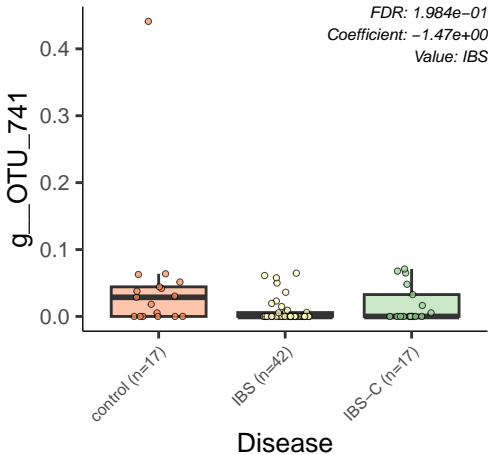 FDR: 1.984e−01
Coefficient: −1.47e+00
Value: IBS
g__OTU_741
0.4
0.3
0.2
0.1
0.0
control (n=17)
IBS (n=42)
IBS−C (n=17)
Disease